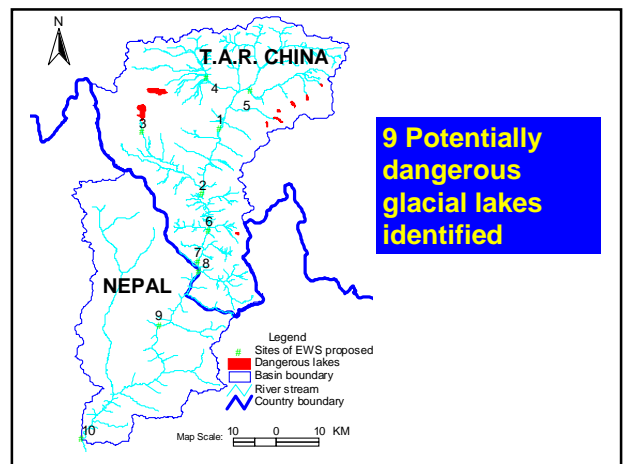 N
T.A.R. CHINA
4
5
1
3
2
6
7
8
NEPAL
9
10
9 Potentially
dangerous
glacial lakes
identified
Legend
# Sites of EWS proposed
Dangerous lakes
Basin boundary
River stream
Country boundary
Map Scale: 10 0 10 KM